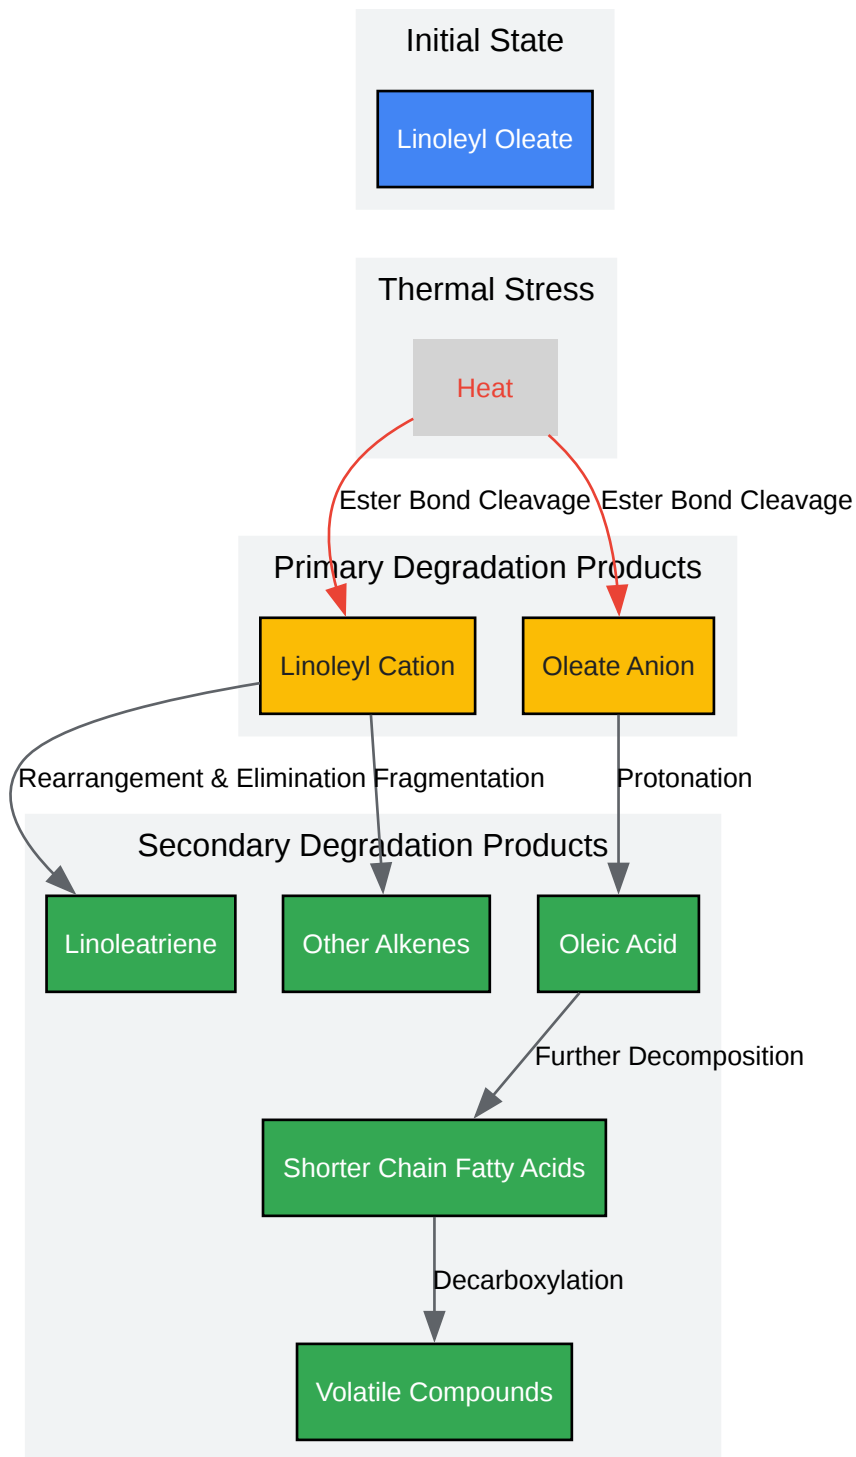 Initial State
Linoleyl Oleate
Thermal Stress
Heat
Ester Bond Cleavage
Ester Bond Cleavage
Primary Degradation Products
Linoleyl Cation
Oleate Anion
Rearrangement & Elimination
Fragmentation
Protonation
Secondary Degradation Products
Linoleatriene
Other Alkenes
Oleic Acid
Further Decomposition
Shorter Chain Fatty Acids
Decarboxylation
Volatile Compounds